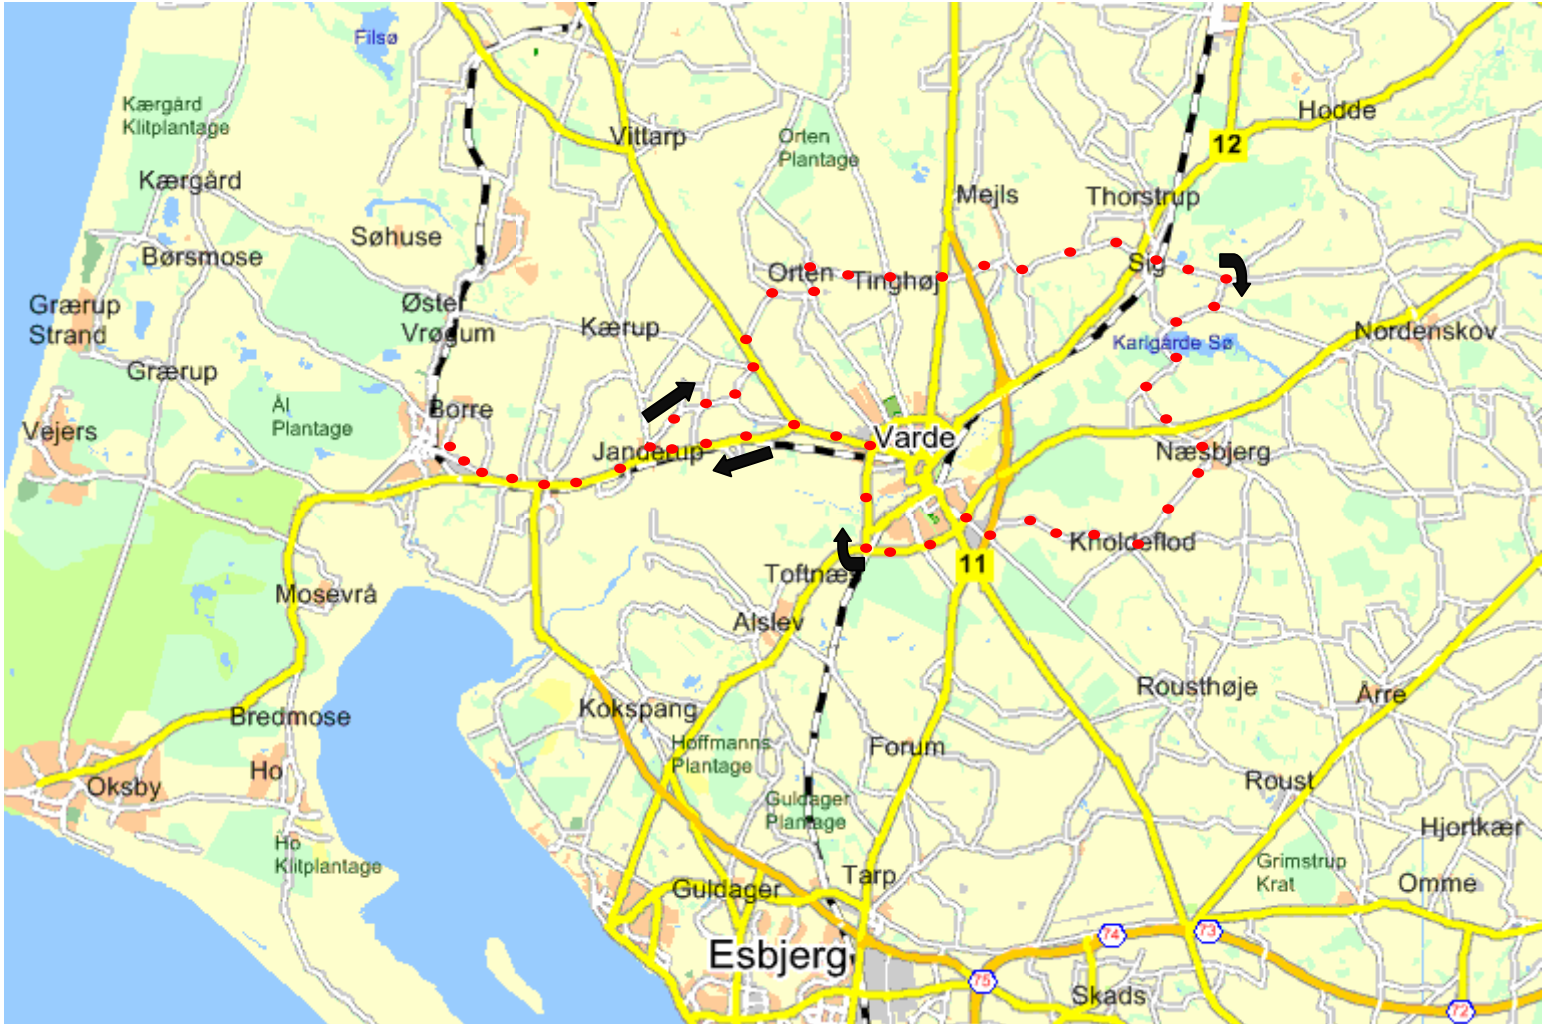 Filsø
Kærgård
Klitplantage
Vittarp
Orten
Plantage
Hodde
12
Kærgård
Mejls
Thorstrup
Søhuse
Børsmose
Sig
Orten
Tinghøj
Grærup
Strand
Øster
Vrøgum
Kærup
Karlgårde Sø
Nordenskov
Grærup
Ål
Plantage
Borre
Vejers
Janderup
Varde
Næsbjerg
Knoldeflod
11
Toftnæs
Mosevrå
Alslev
Rousthøje
Årre
Bredmose
Kokspang
Hoffmanns
Plantage
Forum
Oksby
Ho
Roust
Guldager
Plantage
Hjortkær
Ho
Klitplantage
Grimstrup
Krat
Guldager
Tarp
Omme
Esbjerg
74
73
75
Skads
72